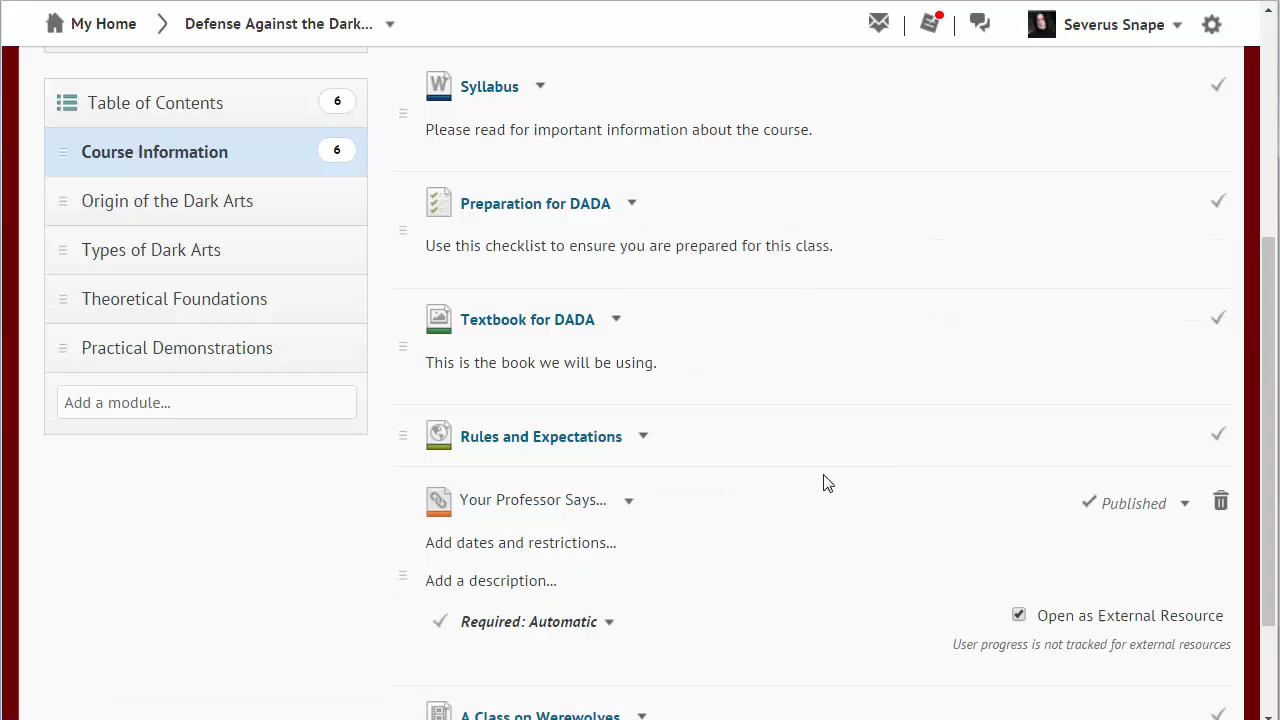 My Home
Defense Against the Dark...
Severus Snape
Table of Contents
6
Course Information
6
Origin of the Dark Arts
Types of Dark Arts
Theoretical Foundations
Practical Demonstrations
Add a module...
Syllabus
Please read for important information about the course.
Preparation for DADA
Use this checklist to ensure you are prepared for this class.
Textbook for DADA
This is the book we will be using.
Rules and Expectations
Your Professor Says...
Published
Add dates and restrictions...
Add a description...
Required: Automatic
Open as External Resource
User progress is not tracked for external resources
A Class on Werewolves